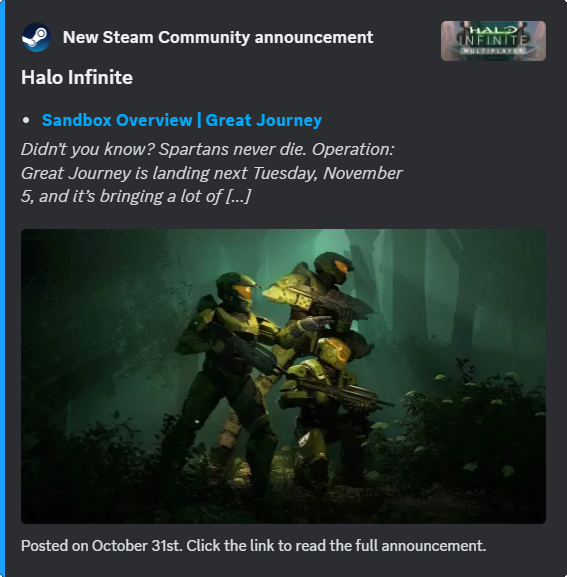 New Steam Community announcement
HALO
INFINITE
MULTIPLAYER
Halo Infinite
• Sandbox Overview | Great Journey
Didn't you know? Spartans never die. Operation:
Great Journey is landing next Tuesday, November
5, and it's bringing a lot of [...]
Posted on October 31st. Click the link to read the full announcement.